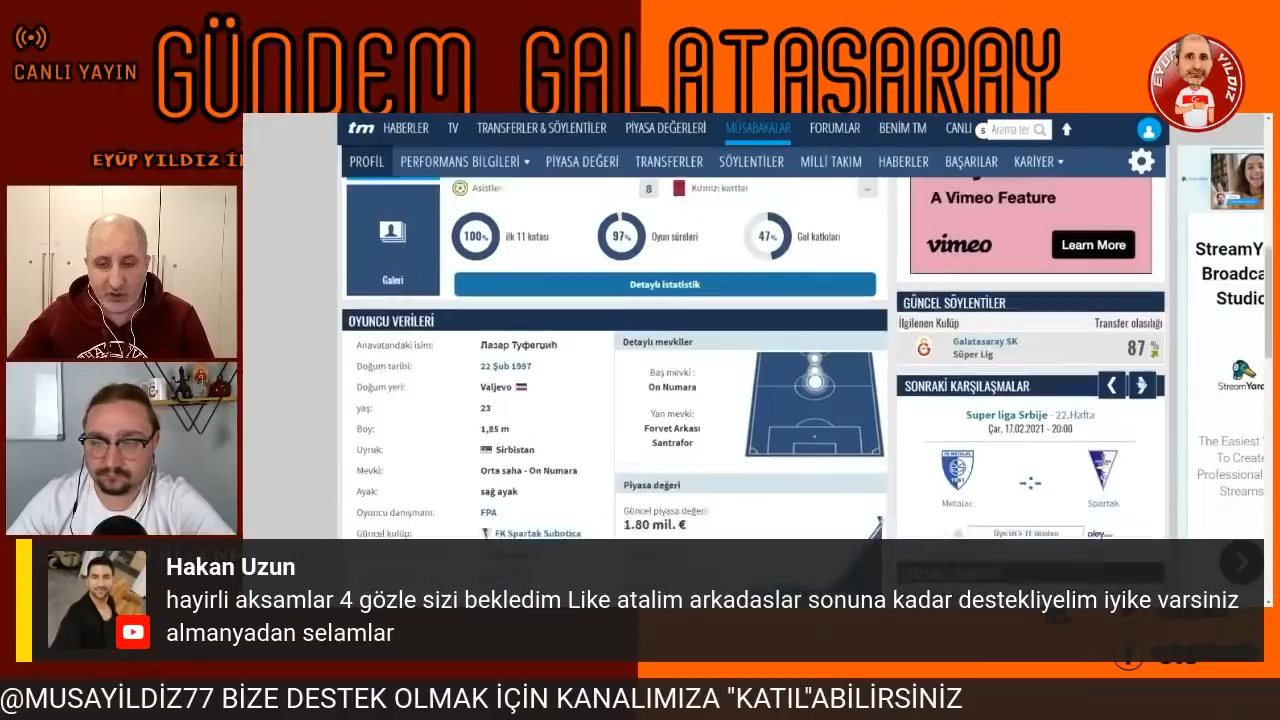 CANLI YAYIN
GÜNDEM GALATASARAY
EYÜP YILDIZ
EYÜP YILDIZ
tm HABERLER TV TRANSFERLER & SÖYLENTİLER PİYASA DEĞERLERİ MÜSABAKALAR FORUMLAR BENİM TM CANLI 5 Arama ter
PROFİL PERFORMANS BİLGİLERİ PİYASA DEĞERİ TRANSFERLER SÖYLENTİLER MİLLİ TAKIM HABERLER BAŞARILAR KARİYER
Asistler 8 Kırmızı kartlar -
100% ilk 11 kotası 97% Oyun süreleri 47% Gol katkıları
Galeri
Detaylı istatistik
A Vimeo Feature
vimeo Learn More
OYUNCU VERİLERİ
Anavatandaki isim: Лазар Туфегџић
Doğum tarihi: 22 Şub 1997
Doğum yeri: Valjevo
yaş: 23
Boy: 1,85 m
Uyruk: Sırbistan
Mevki: Orta saha - On Numara
Ayak: sağ ayak
Oyuncu danışmanı: FPA
Güncel kulüp: FK Spartak Subotica
Detaylı mevkiler
Baş mevki :
On Numara
Yan mevki:
Forvet Arkası
Santrafor
Piyasa değeri
Güncel piyasa değeri:
1.80 mil. €
GÜNCEL SÖYLENTİLER
İlgilenen Kulüp Transfer olasılığı
Galatasaray SK
Süper Lig
87 %
SONRAKİ KARŞILAŞMALAR
Super liga Srbije - 22.Hafta
Çar, 17.02.2021 - 20:00
-:-
Metalac Spartak
StreamY
Broadca
Studio
StreamYard
The Easiest
To Create
Professional
Streams
Hakan Uzun
hayirli aksamlar 4 gözle sizi bekledim Like atalim arkadaslar sonuna kadar destekliyelim iyike varsiniz
almanyadan selamlar
@MUSAYİLDİZ77 BİZE DESTEK OLMAK İÇİN KANALIMIZA "KATIL"ABİLİRSİNİZ